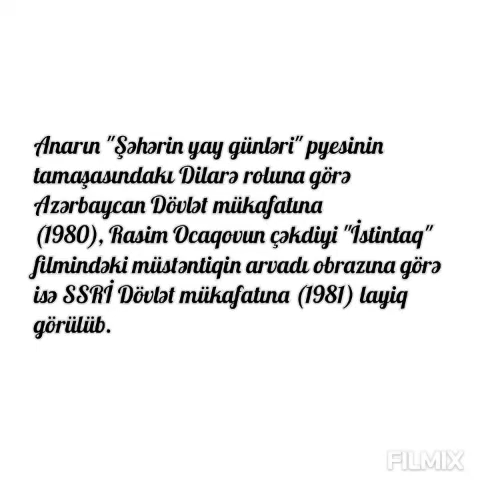 Anarın "Şəhərin yay günləri" pyesinin
tamaşasındakı Dilarə roluna görə
Azərbaycan Dövlət mükafatına
(1980), Rasim Ocaqovun çəkdiyi "İstintaq"
filmindəki müstəntiqin arvadı obrazına görə
isə SSRİ Dövlət mükafatına (1981) layiq
görülüb.
FILMIX